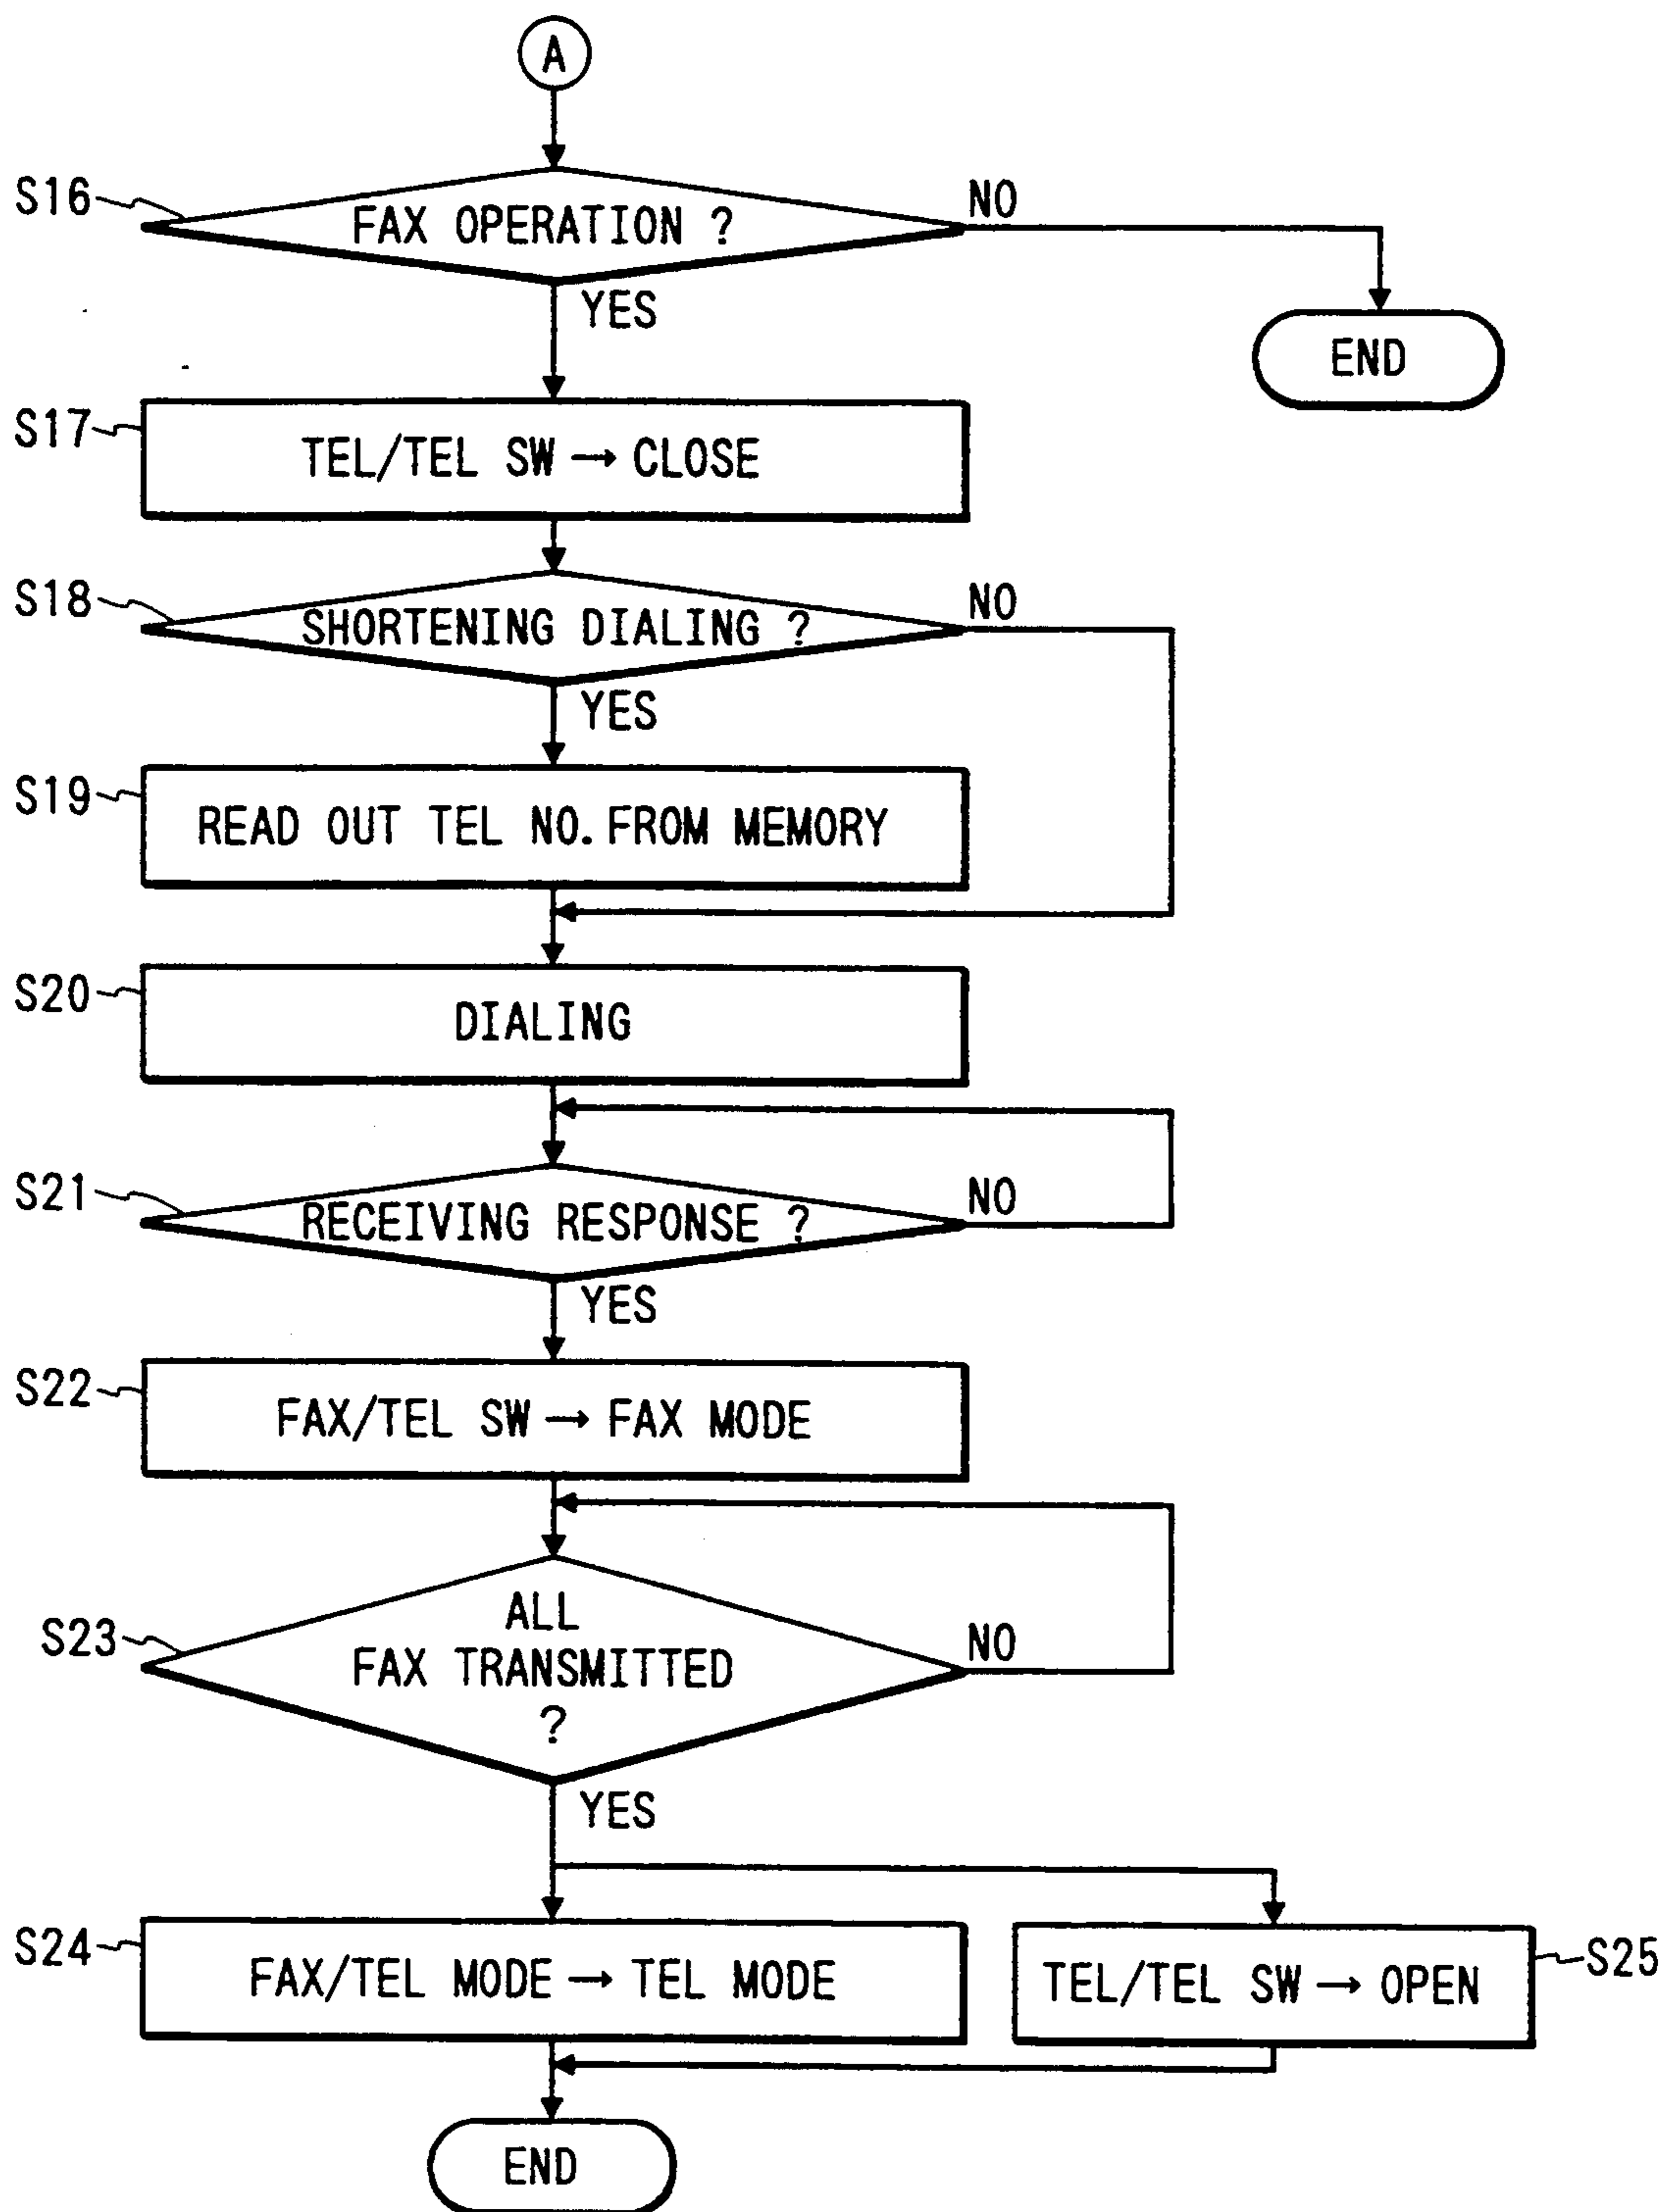 A
S16
FAX OPERATION ?
NO
YES
END
S17
TEL/TEL SW → CLOSE
S18
SHORTENING DIALING ?
NO
YES
S19
READ OUT TEL NO. FROM MEMORY
S20
DIALING
S21
RECEIVING RESPONSE ?
NO
YES
S22
FAX/TEL SW → FAX MODE
S23
ALL
FAX TRANSMITTED
?
NO
YES
S24
FAX/TEL MODE → TEL MODE
TEL/TEL SW → OPEN
S25
END